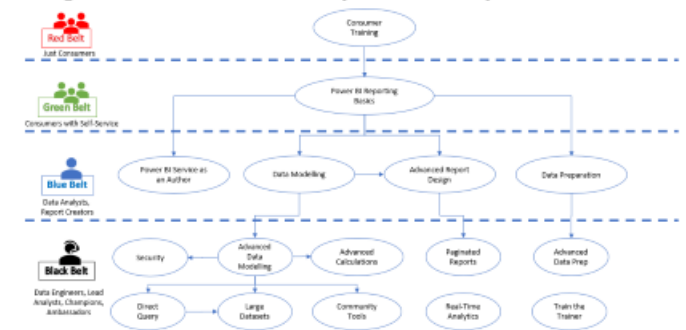 Red Belt
Just Consumers
Consumer
Training
Green Belt
Consumers with Self-Service
Power BI Reporting
Basics
Blue Belt
Data Analysts,
Report Creators
Power BI Service as
an Author
Data Modelling
Advanced Report
Design
Data Preparation
Black Belt
Data Engineers, Lead
Analysts, Champions,
Ambassadors
Security
Advanced
Data
Modelling
Advanced
Calculations
Paginated
Reports
Advanced
Data Prep
Direct
Query
Large
Datasets
Community
Tools
Real-Time
Analytics
Train the
Trainer